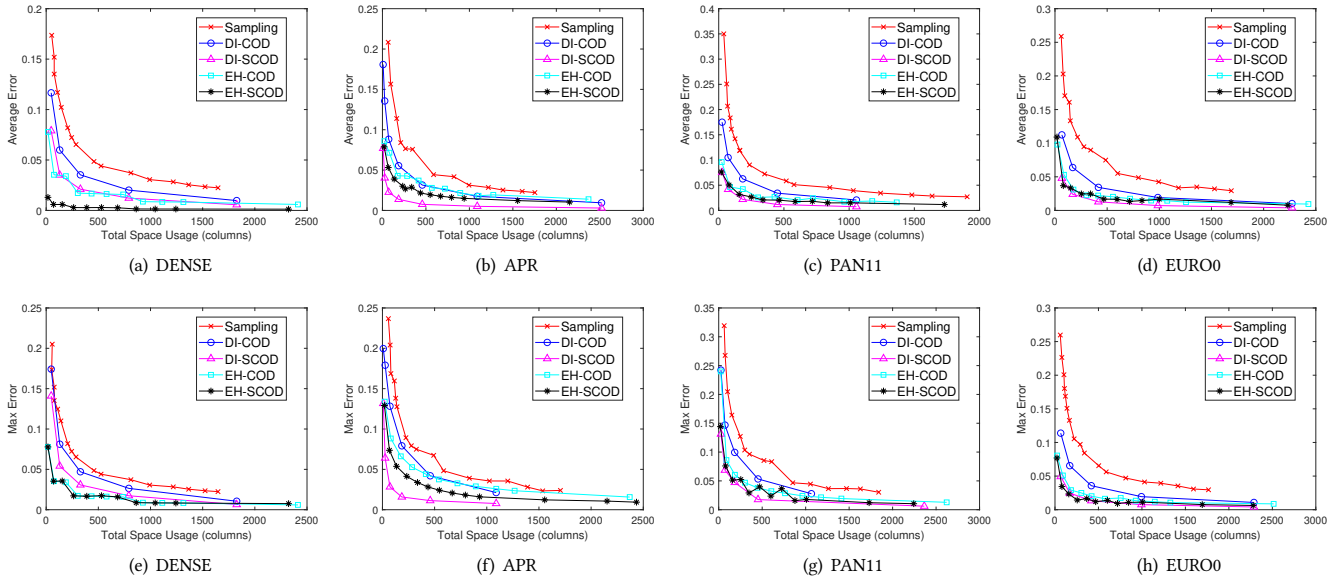 0.2
0.15
0.1
0.05
0
Average Error
0 500 1000 1500 2000 2500
Total Space Usage (columns)
Sampling
DI-COD
DI-SCOD
EH-COD
EH-SCOD
(a) DENSE
0.25
0.2
0.15
0.1
0.05
0
Average Error
0 500 1000 1500 2000 2500 3000
Total Space Usage (columns)
Sampling
DI-COD
DI-SCOD
EH-COD
EH-SCOD
(b) APR
0.4
0.35
0.3
0.25
0.2
0.15
0.1
0.05
0
Average Error
0 500 1000 1500 2000
Total Space Usage (columns)
Sampling
DI-COD
DI-SCOD
EH-COD
EH-SCOD
(c) PAN11
0.3
0.25
0.2
0.15
0.1
0.05
0
Average Error
0 500 1000 1500 2000 2500
Total Space Usage (columns)
Sampling
DI-COD
DI-SCOD
EH-COD
EH-SCOD
(d) EURO0
0.25
0.2
0.15
0.1
0.05
0
Max Error
0 500 1000 1500 2000 2500
Total Space Usage (columns)
Sampling
DI-COD
DI-SCOD
EH-COD
EH-SCOD
(e) DENSE
0.25
0.2
0.15
0.1
0.05
0
Max Error
0 500 1000 1500 2000 2500
Total Space Usage (columns)
Sampling
DI-COD
DI-SCOD
EH-COD
EH-SCOD
(f) APR
0.35
0.3
0.25
0.2
0.15
0.1
0.05
0
Max Error
0 500 1000 1500 2000 2500 3000
Total Space Usage (columns)
Sampling
DI-COD
DI-SCOD
EH-COD
EH-SCOD
(g) PAN11
0.3
0.25
0.2
0.15
0.1
0.05
0
Max Error
0 500 1000 1500 2000 2500 3000
Total Space Usage (columns)
Sampling
DI-COD
DI-SCOD
EH-COD
EH-SCOD
(h) EURO0